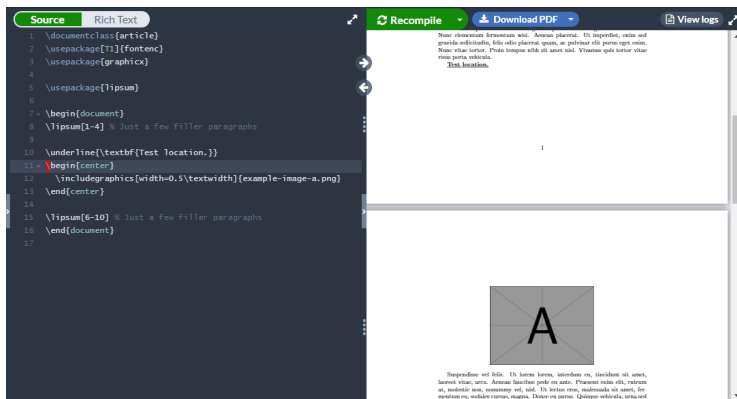 Source Rich Text
Recompile Download PDF View logs
1 \documentclass{article}
2 \usepackage[T1]{fontenc}
3 \usepackage{graphicx}
4
5 \usepackage{lipsum}
6
7 \begin{document}
8 \lipsum[1-4] % Just a few filler paragraphs
9
10 \underline{\textbf{Test location.}}
11 \begin{center}
12 \includegraphics[width=0.5\textwidth]{example-image-a.png}
13 \end{center}
14
15 \lipsum[6-10] % Just a few filler paragraphs
16 \end{document}
17
Nunc elementum fermentum wisi. Aenean placerat. Ut imperdiet, enim sed
gravida sollicitudin, felis odio placerat quam, ac pulvinar elit purus eget enim.
Nunc vitae tortor. Proin tempus nibh sit amet nisl. Vivamus quis tortor vitae
risus porta vehicula.
Test location.
1
A
Suspendisse vel felis. Ut lorem lorem, interdum eu, tincidunt sit amet,
laoreet vitae, arcu. Aenean faucibus pede eu ante. Praesent enim elit, rutrum
at, molestie non, nonummy vel, nisl. Ut lectus eros, malesuada sit amet, fer-
mentum eu, sodales cursus, magna. Donec eu purus. Quisque vehicula, urna sed